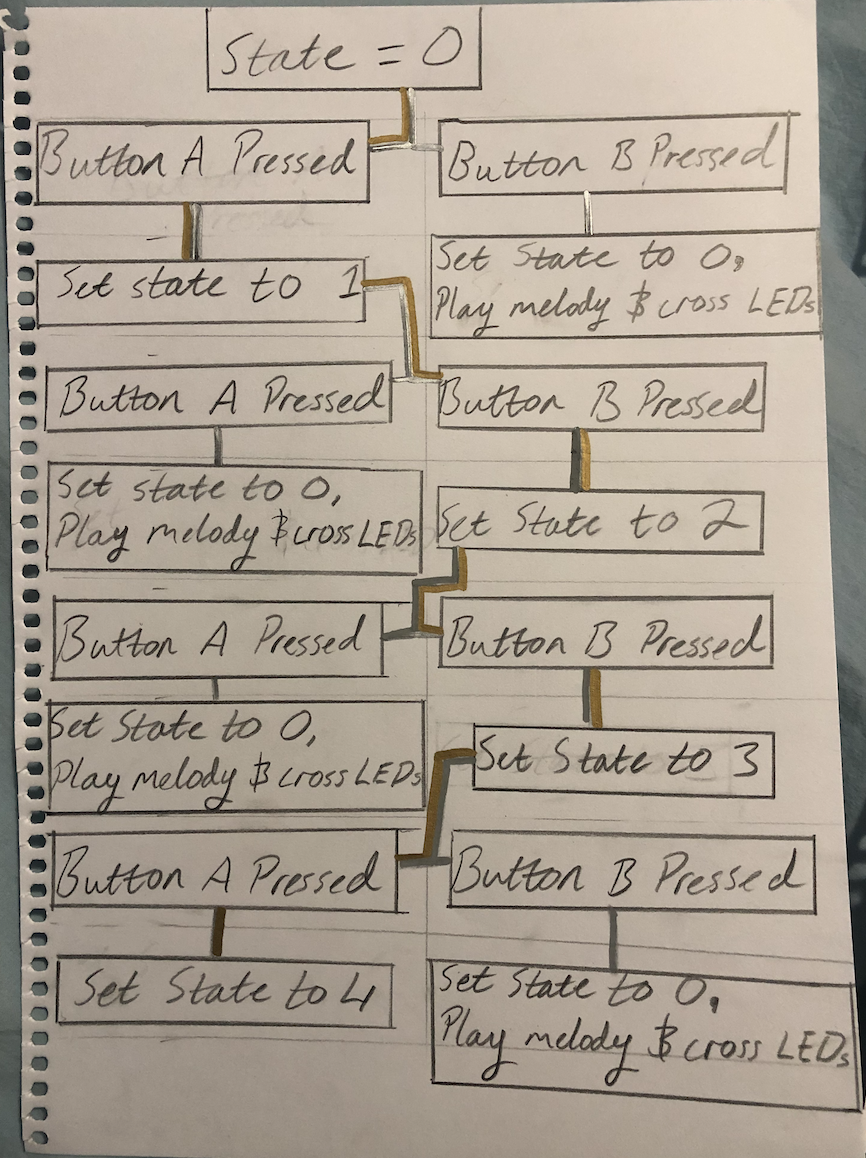 State = 0
Button A Pressed
Button B Pressed
Set state to 1
Set State to 0,
Play melody & cross LEDs
Button A Pressed
Button B Pressed
Set state to 0,
Play melody & cross LEDs
Set State to 2
Button A Pressed
Button B Pressed
Set State to 0,
Play melody & cross LEDs
Set State to 3
Button A Pressed
Button B Pressed
Set State to 4
Set State to 0,
Play melody & cross LEDs